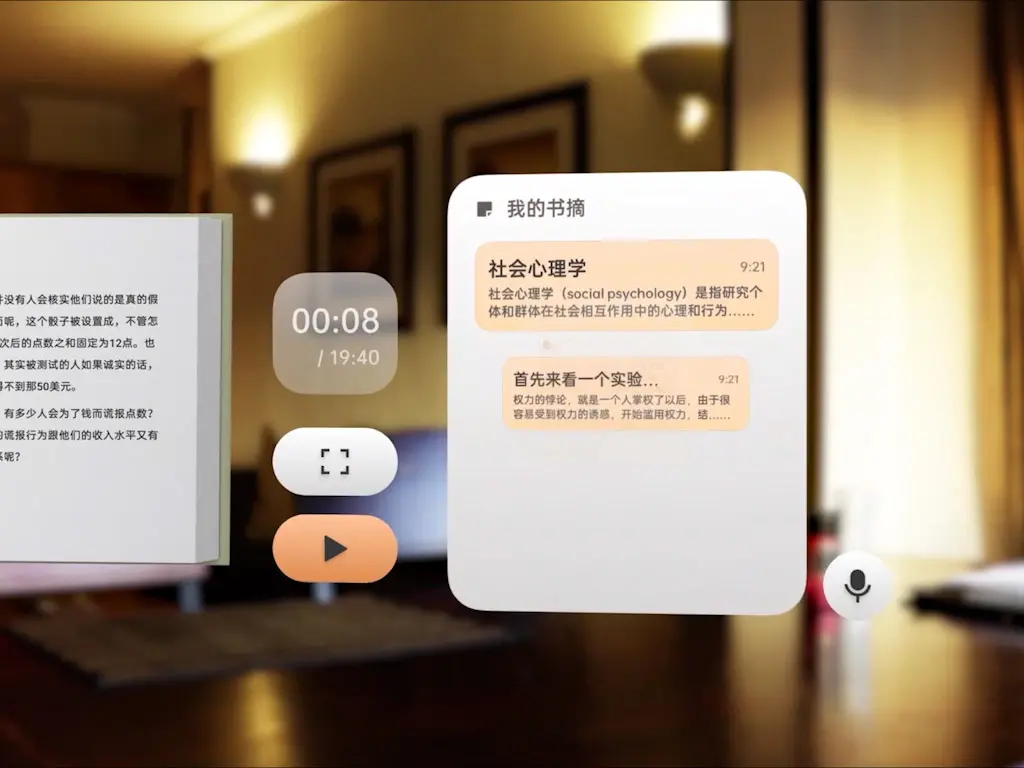 没有人会核实他们说的是真的假
而呢，这个骰子被设置成，不管怎
次后的点数之和固定为12点。也
其实被测试的人如果诚实的话，
得不到那50美元。
有多少人会为了钱而谎报点数？
的谎报行为跟他们的收入水平又有
系呢？
00:08
/ 19:40
我的书摘
社会心理学 9:21
社会心理学（social psychology）是指研究个
体和群体在社会相互作用中的心理和行为……
首先来看一个实验... 9:21
权力的悖论，就是一个人掌权了以后，由于很
容易受到权力的诱惑，开始滥用权力，结……